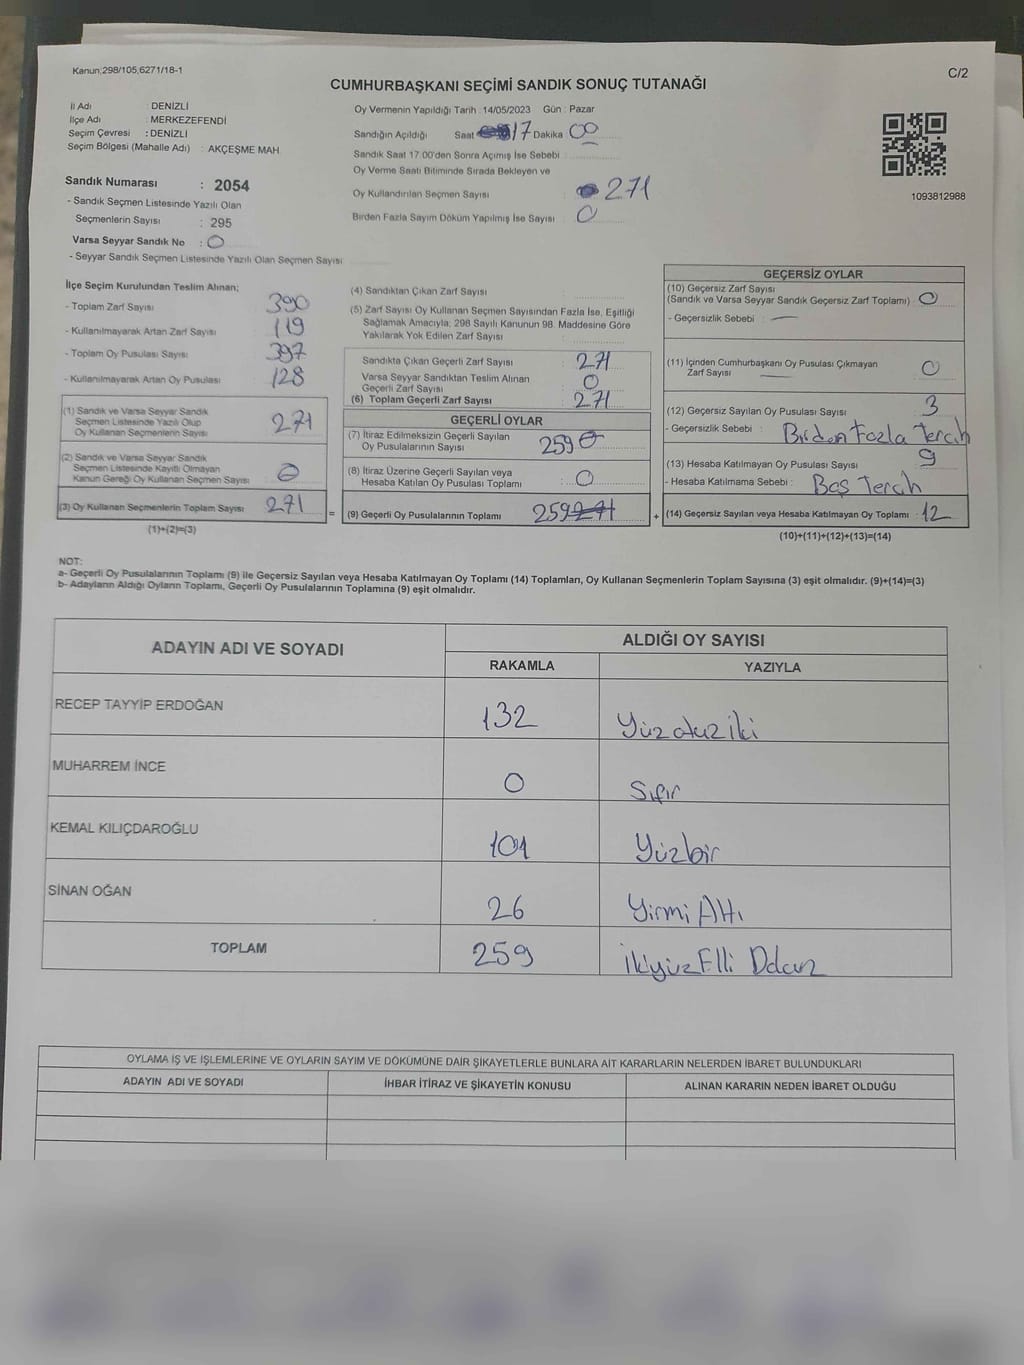 Kanun;298/105,6271/18-1
C/2
CUMHURBAŞKANI SEÇİMİ SANDIK SONUÇ TUTANAĞI
İl Adı : DENİZLİ
İlçe Adı : MERKEZEFENDİ
Seçim Çevresi : DENİZLİ
Seçim Bölgesi (Mahalle Adı) : AKÇEŞME MAH.
Sandık Numarası : 2054
- Sandık Seçmen Listesinde Yazılı Olan
Seçmenlerin Sayısı : 295
Varsa Seyyar Sandık No : 0
- Seyyar Sandık Seçmen Listesinde Yazılı Olan Seçmen Sayısı
Oy Vermenin Yapıldığı Tarih : 14/05/2023 Gün : Pazar
Sandığın Açıldığı Saat 17 Dakika 00
Sandık Saat 17:00'den Sonra Açımış İse Sebebi :
Oy Verme Saati Bitiminde Sırada Bekleyen ve
Oy Kullandırılan Seçmen Sayısı : 271
Birden Fazla Sayım Döküm Yapılmış İse Sayısı : 0
1093812988
İlçe Seçim Kurulundan Teslim Alınan;
- Toplam Zarf Sayısı 390
- Kullanılmayarak Artan Zarf Sayısı 119
- Toplam Oy Pusulası Sayısı 397
- Kullanılmayarak Artan Oy Pusulası 128
(1) Sandık ve Varsa Seyyar Sandık
Seçmen Listesinde Yazılı Olup
Oy Kullanan Seçmenlerin Sayısı 271
(2) Sandık ve Varsa Seyyar Sandık
Seçmen Listesinde Kayıtlı Olmayan
Kanun Gereği Oy Kullanan Seçmen Sayısı 0
(3) Oy Kullanan Seçmenlerin Toplam Sayısı 271 =
(1)+(2)=(3)
(4) Sandıktan Çıkan Zarf Sayısı :
(5) Zarf Sayısı Oy Kullanan Seçmen Sayısından Fazla İse, Eşitliği
Sağlamak Amacıyla; 298 Sayılı Kanunun 98. Maddesine Göre
Yakılarak Yok Edilen Zarf Sayısı :
Sandıkta Çıkan Geçerli Zarf Sayısı : 271
Varsa Seyyar Sandıktan Teslim Alınan
Geçerli Zarf Sayısı : 0
(6) Toplam Geçerli Zarf Sayısı : 271
GEÇERLİ OYLAR
(7) İtiraz Edilmeksizin Geçerli Sayılan
Oy Pusulalarının Sayısı 259
(8) İtiraz Üzerine Geçerli Sayılan veya
Hesaba Katılan Oy Pusulası Toplamı : 0
(9) Geçerli Oy Pusulalarının Toplamı 259 271 +
GEÇERSİZ OYLAR
(10) Geçersiz Zarf Sayısı
(Sandık ve Varsa Seyyar Sandık Geçersiz Zarf Toplamı) : 0
- Geçersizlik Sebebi : —
(11) İçinden Cumhurbaşkanı Oy Pusulası Çıkmayan
Zarf Sayısı — 0
(12) Geçersiz Sayılan Oy Pusulası Sayısı 3
- Geçersizlik Sebebi : Birden Fazla Tercih
(13) Hesaba Katılmayan Oy Pusulası Sayısı 9
- Hesaba Katılmama Sebebi : Boş Tercih
(14) Geçersiz Sayılan veya Hesaba Katılmayan Oy Toplamı : 12
(10)+(11)+(12)+(13)=(14)
NOT:
a- Geçerli Oy Pusulalarının Toplamı (9) ile Geçersiz Sayılan veya Hesaba Katılmayan Oy Toplamı (14) Toplamları, Oy Kullanan Seçmenlerin Toplam Sayısına (3) eşit olmalıdır. (9)+(14)=(3)
b- Adayların Aldığı Oyların Toplamı, Geçerli Oy Pusulalarının Toplamına (9) eşit olmalıdır.
ADAYIN ADI VE SOYADI
ALDIĞI OY SAYISI
RAKAMLA YAZIYLA
RECEP TAYYİP ERDOĞAN 132 Yüz otuz iki
MUHARREM İNCE 0 Sıfır
KEMAL KILIÇDAROĞLU 101 Yüzbir
SİNAN OĞAN 26 Yirmi Altı
TOPLAM 259 İkiyüz Elli Dokuz
OYLAMA İŞ VE İŞLEMLERİNE VE OYLARIN SAYIM VE DÖKÜMÜNE DAİR ŞİKAYETLERLE BUNLARA AİT KARARLARIN NELERDEN İBARET BULUNDUKLARI
ADAYIN ADI VE SOYADI İHBAR İTİRAZ VE ŞİKAYETİN KONUSU ALINAN KARARIN NEDEN İBARET OLDUĞU